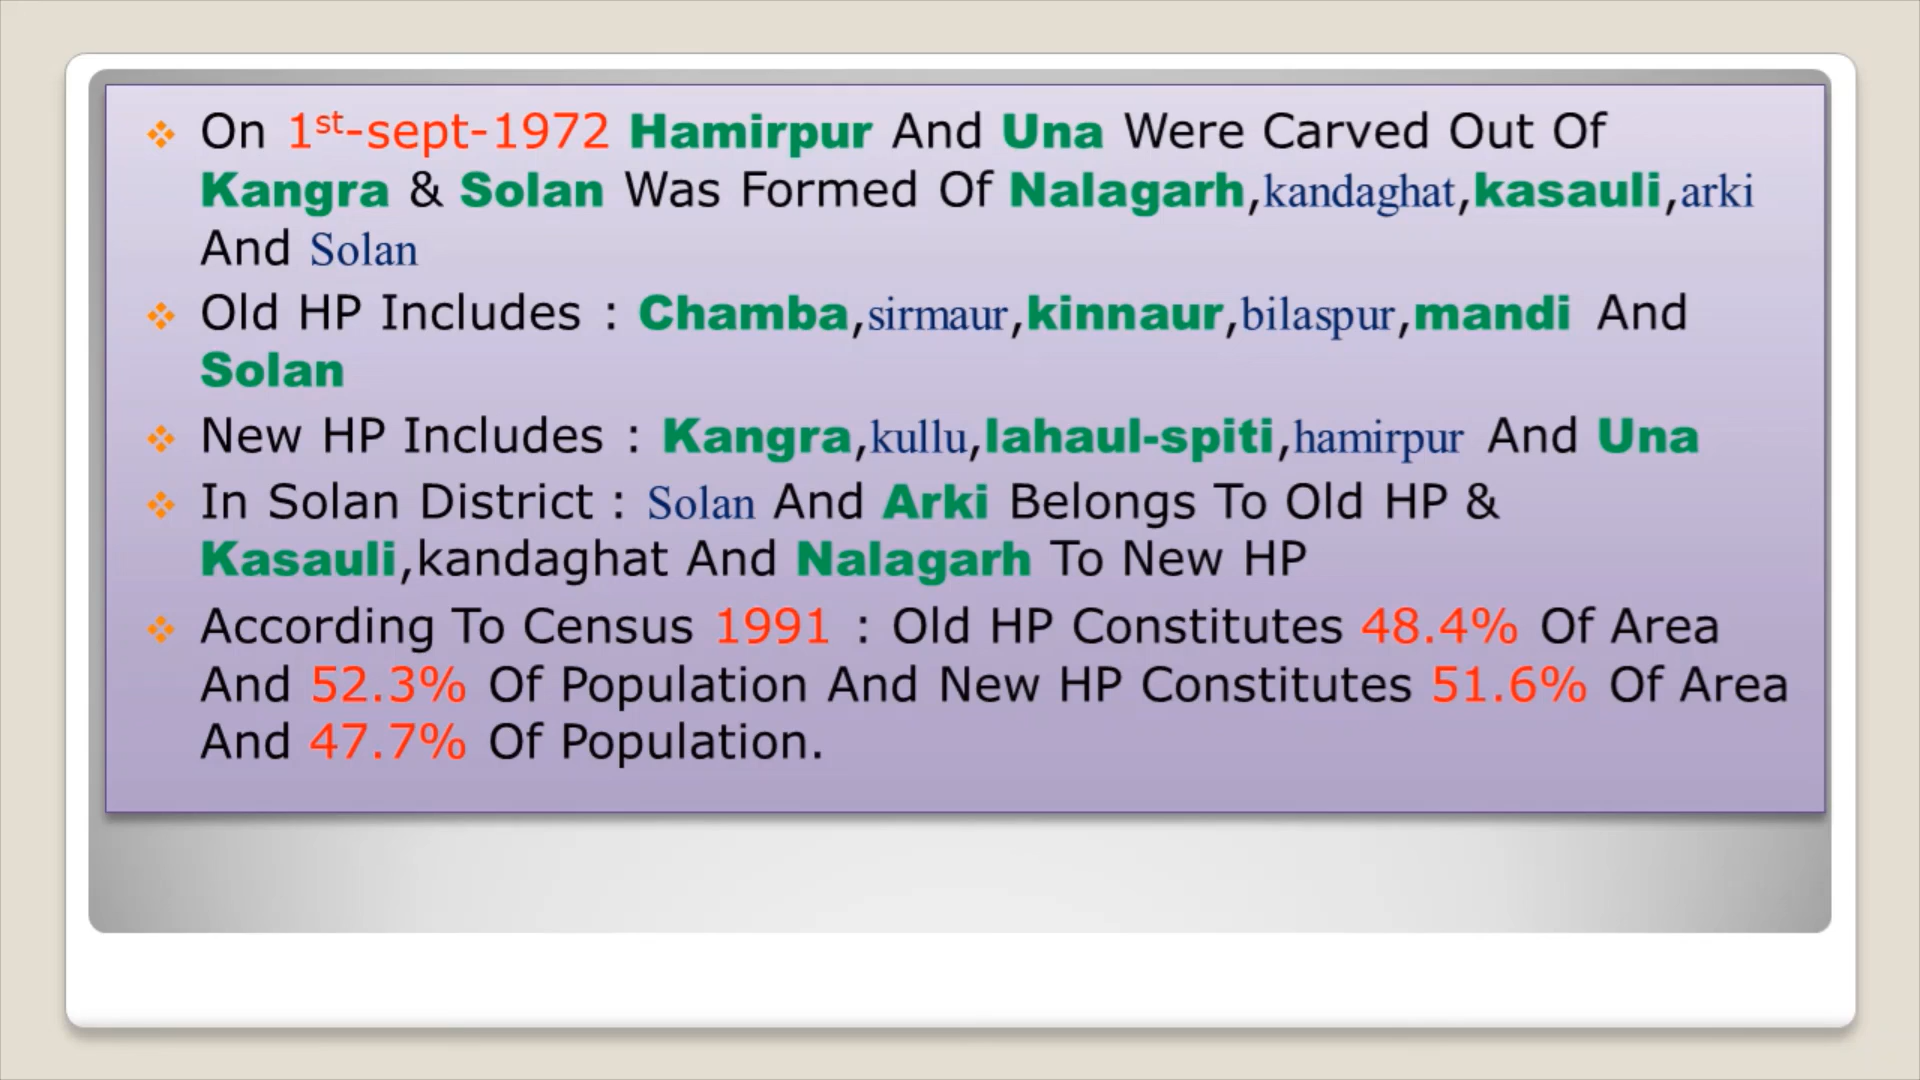 On 1st-sept-1972 Hamirpur And Una Were Carved Out Of
Kangra & Solan Was Formed Of Nalagarh,kandaghat,kasauli,arki
And Solan
Old HP Includes : Chamba,sirmaur,kinnaur,bilaspur,mandi And
Solan
New HP Includes : Kangra,kullu,lahaul-spiti,hamirpur And Una
In Solan District : Solan And Arki Belongs To Old HP &
Kasauli,kandaghat And Nalagarh To New HP
According To Census 1991 : Old HP Constitutes 48.4% Of Area
And 52.3% Of Population And New HP Constitutes 51.6% Of Area
And 47.7% Of Population.